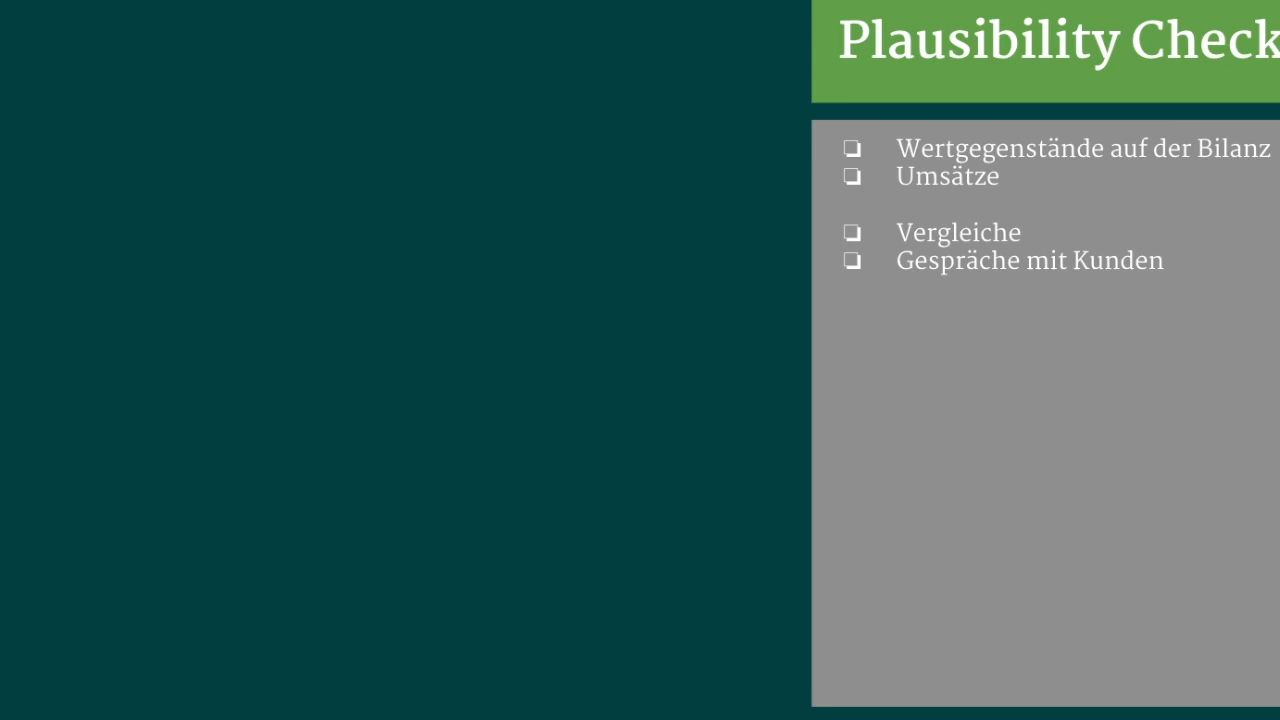 Plausibility Check
❏ Wertgegenstände auf der Bilanz
❏ Umsätze
❏ Vergleiche
❏ Gespräche mit Kunden